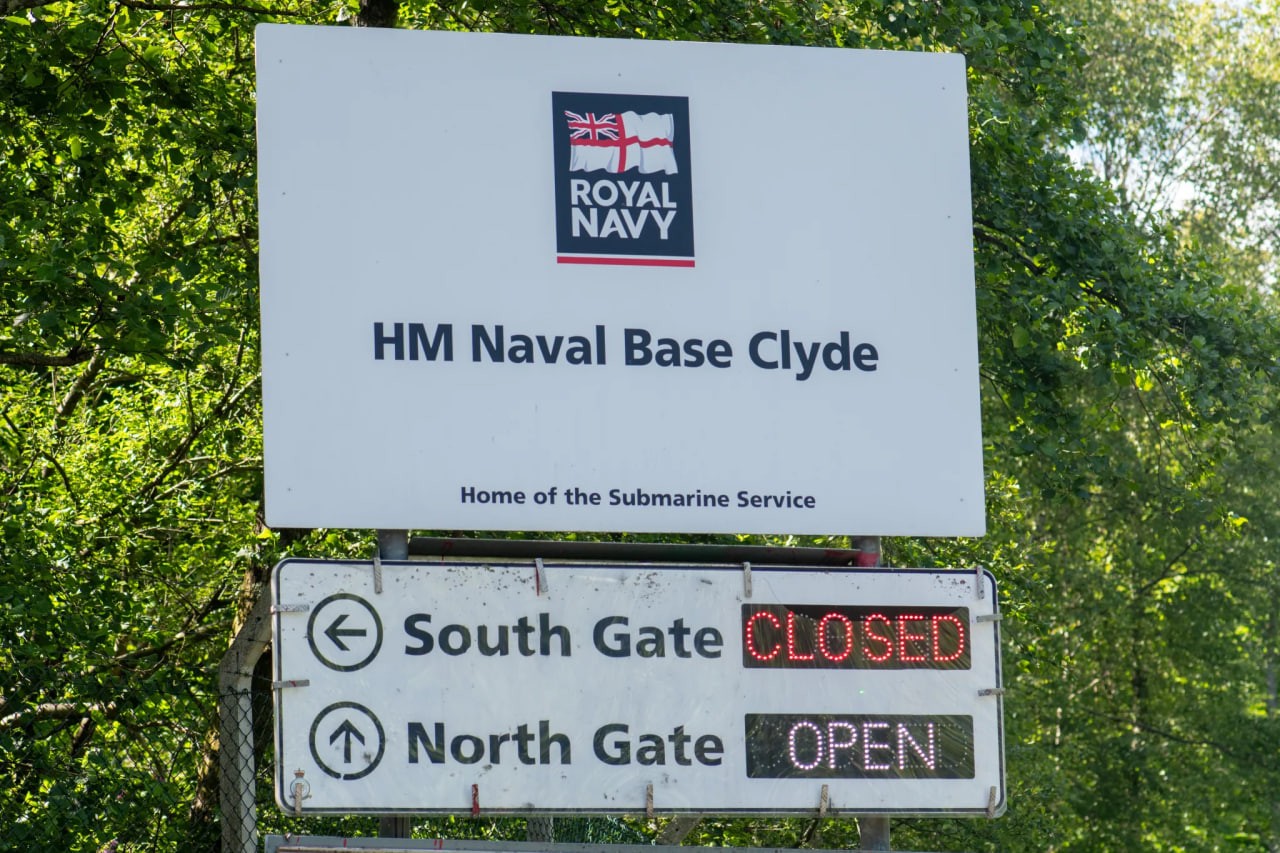 ROYAL
NAVY
HM Naval Base Clyde
Home of the Submarine Service
South Gate CLOSED
North Gate OPEN